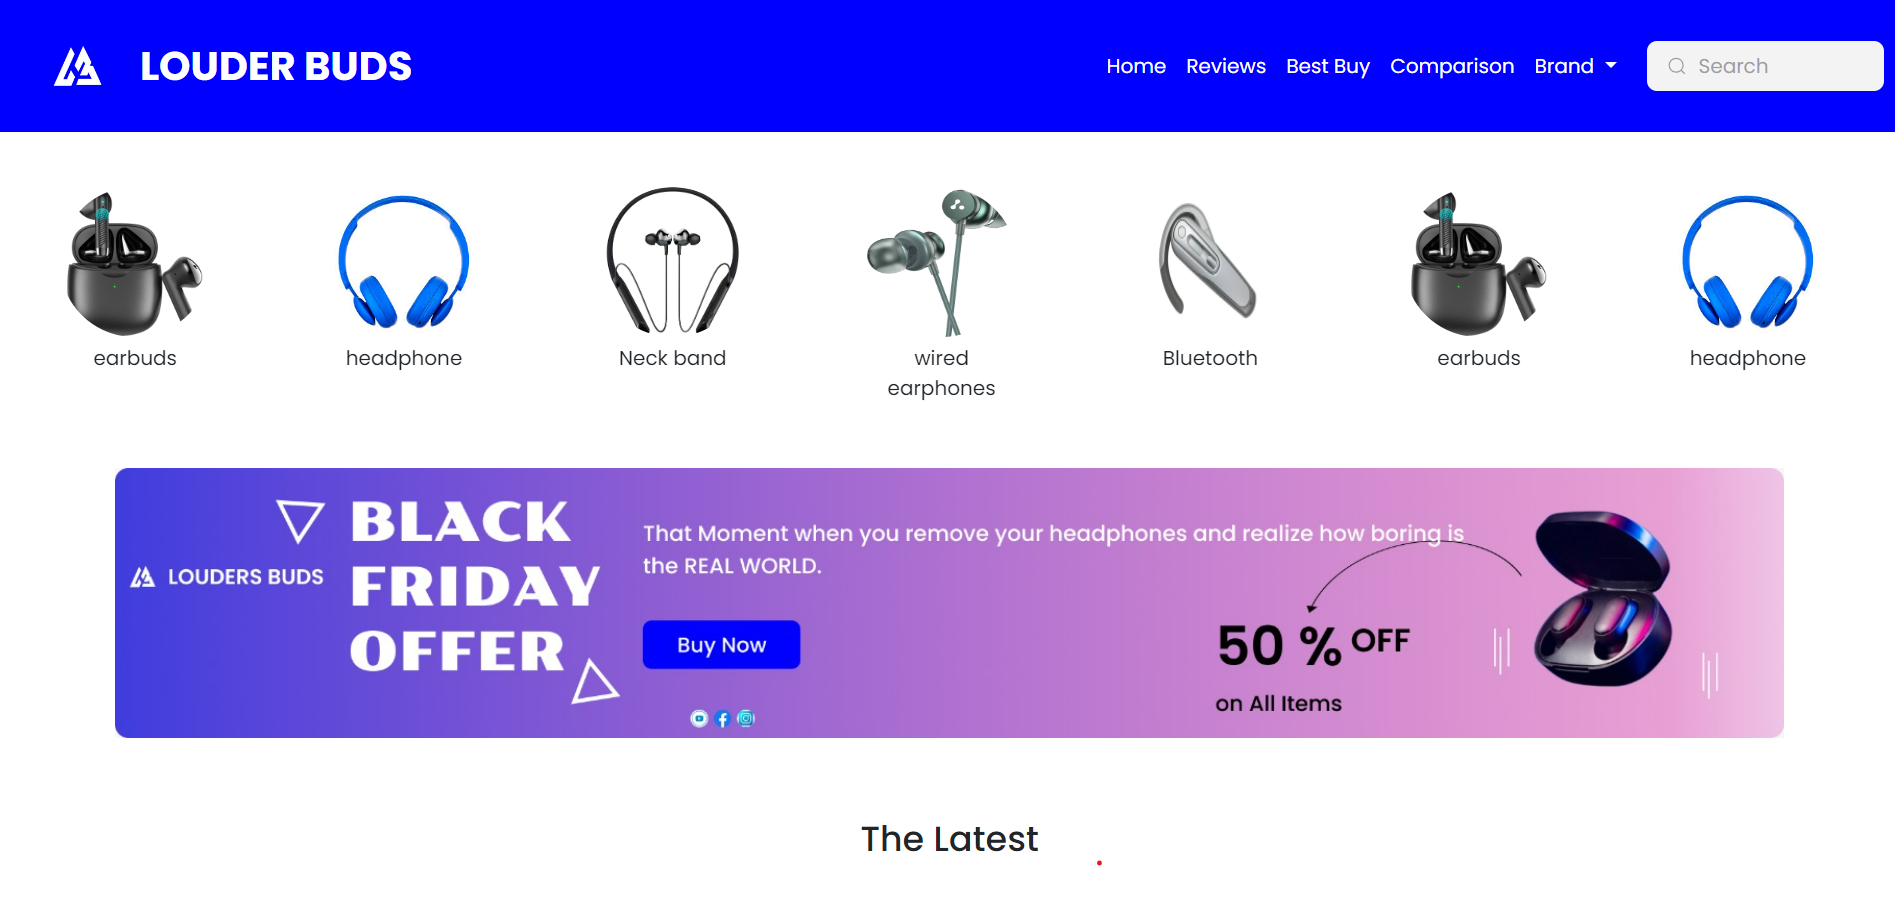 LOUDER BUDS
Home Reviews Best Buy Comparison Brand
Search
earbuds
headphone
Neck band
wired
earphones
Bluetooth
earbuds
headphone
LOUDERS BUDS
BLACK
FRIDAY
OFFER
That Moment when you remove your headphones and realize how boring is
the REAL WORLD.
Buy Now
50 % OFF
on All Items
The Latest